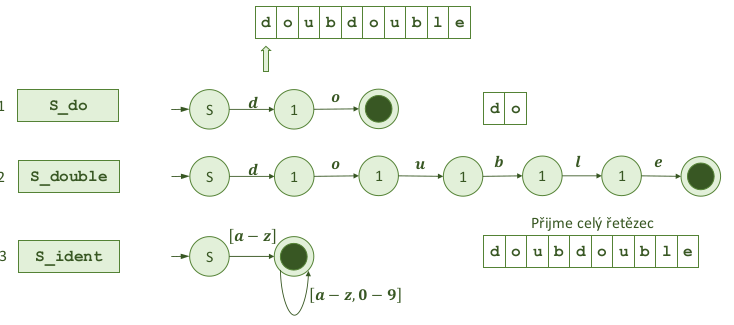 d o u b d o u b l e
1 S_do S d 1 o d o
2 S_double S d 1 o 1 u 1 b 1 l 1 e
Přijme celý řetězec
3 S_ident S [a − z] d o u b d o u b l e
[a − z, 0 − 9]